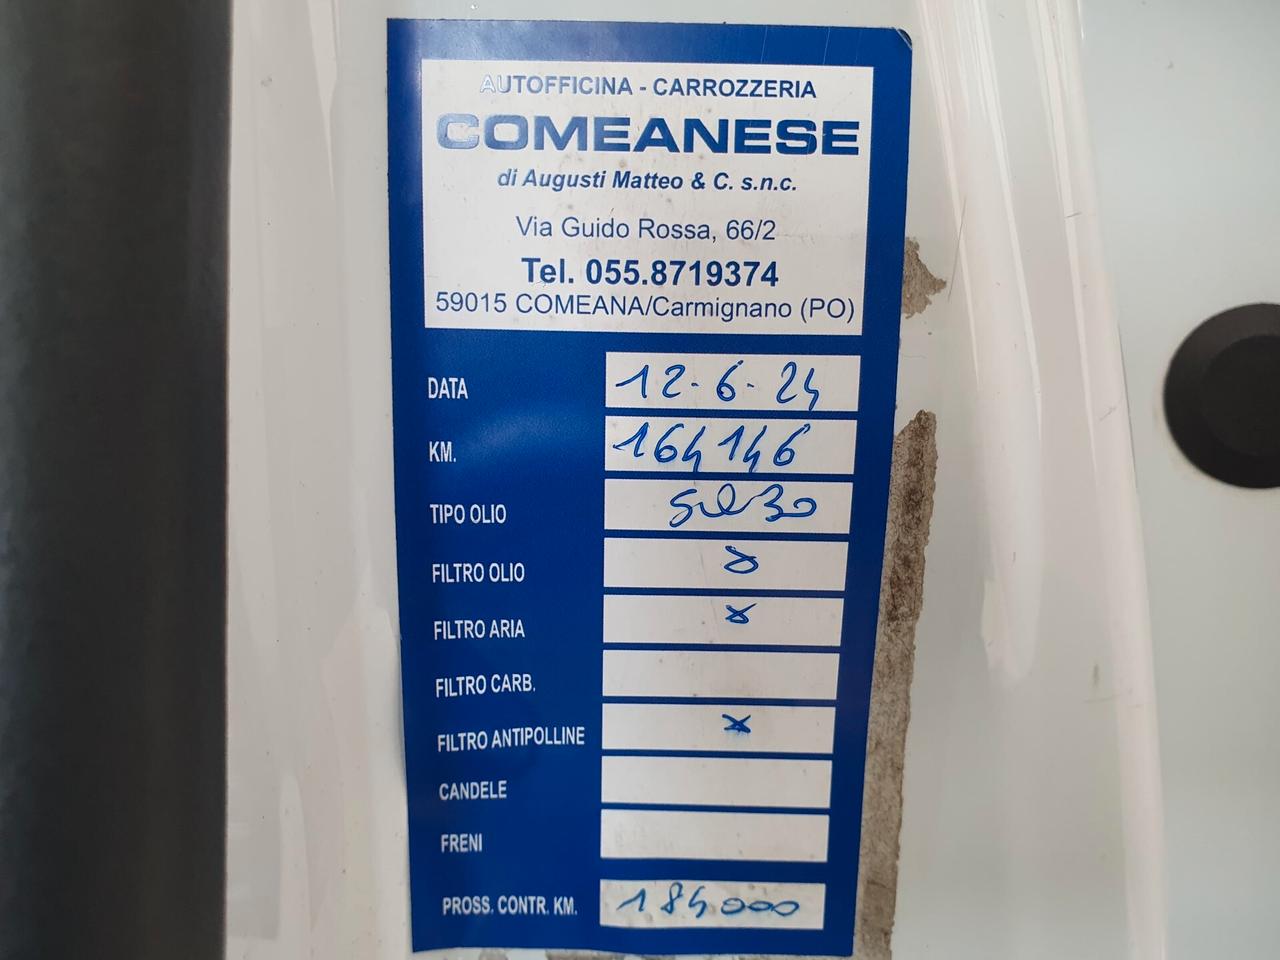 AUTOFFICINA - CARROZZERIA
COMEANESE
di Augusti Matteo & C. s.n.c.
Via Guido Rossa, 66/2
Tel. 055.8719374
59015 COMEANA/Carmignano (PO)
DATA 12-6-24
KM. 164146
TIPO OLIO
FILTRO OLIO X
FILTRO ARIA X
FILTRO CARB.
FILTRO ANTIPOLLINE X
CANDELE
FRENI
PROSS. CONTR. KM. 184000